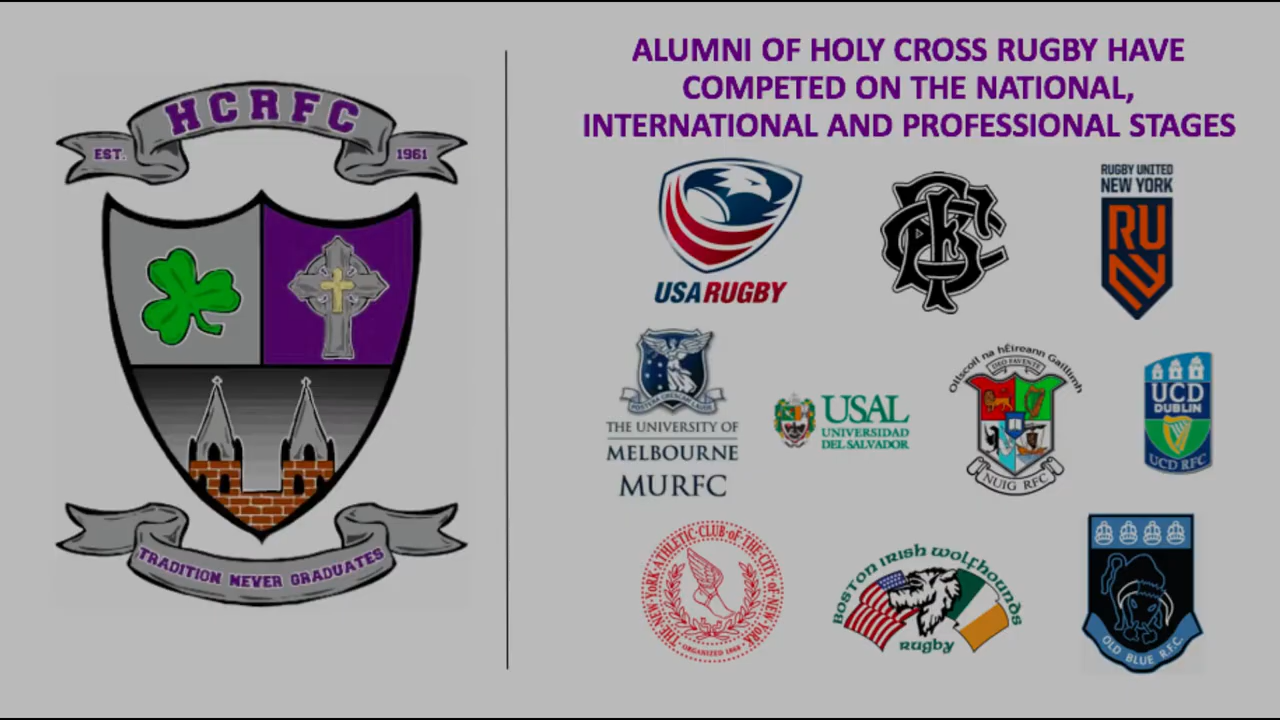 HCRFC
EST. 1961
TRADITION NEVER GRADUATES
ALUMNI OF HOLY CROSS RUGBY HAVE
COMPETED ON THE NATIONAL,
INTERNATIONAL AND PROFESSIONAL STAGES
USA RUGBY
RUGBY UNITED
NEW YORK
RU
NY
THE UNIVERSITY OF
MELBOURNE
MURFC
USAL
UNIVERSIDAD
DEL SALVADOR
Ollscoil na hÉireann Gaillimh
DEO FAVENTE
NUIG RFC
UCD
DUBLIN
UCD RFC
THE·NEW·YORK·ATHLETIC·CLUB·of·THE·CITY·of·NEW·YORK
ORGANIZED 1868
BOSTON IRISH WOLFHOUNDS
RUGBY
OLD BLUE R.F.C.